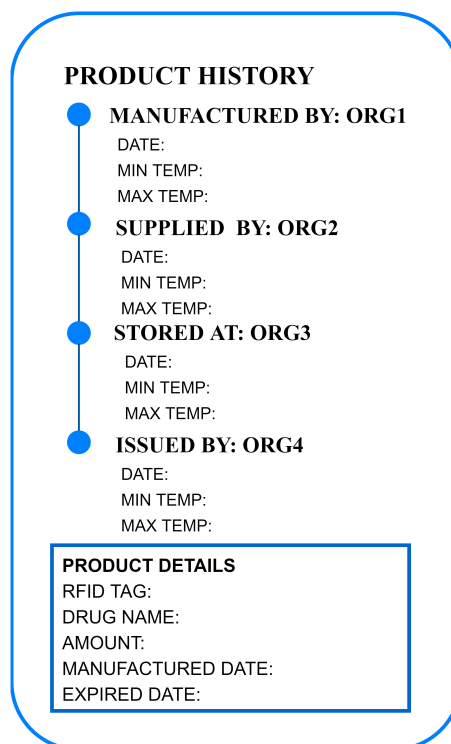 PRODUCT HISTORY
MANUFACTURED BY: ORG1
DATE:
MIN TEMP:
MAX TEMP:
SUPPLIED  BY: ORG2
DATE:
MIN TEMP:
MAX TEMP:
STORED AT: ORG3
DATE:
MIN TEMP:
MAX TEMP:
ISSUED BY: ORG4
DATE:
MIN TEMP:
MAX TEMP:
PRODUCT DETAILS
RFID TAG:
DRUG NAME:
AMOUNT:
MANUFACTURED DATE:
EXPIRED DATE: